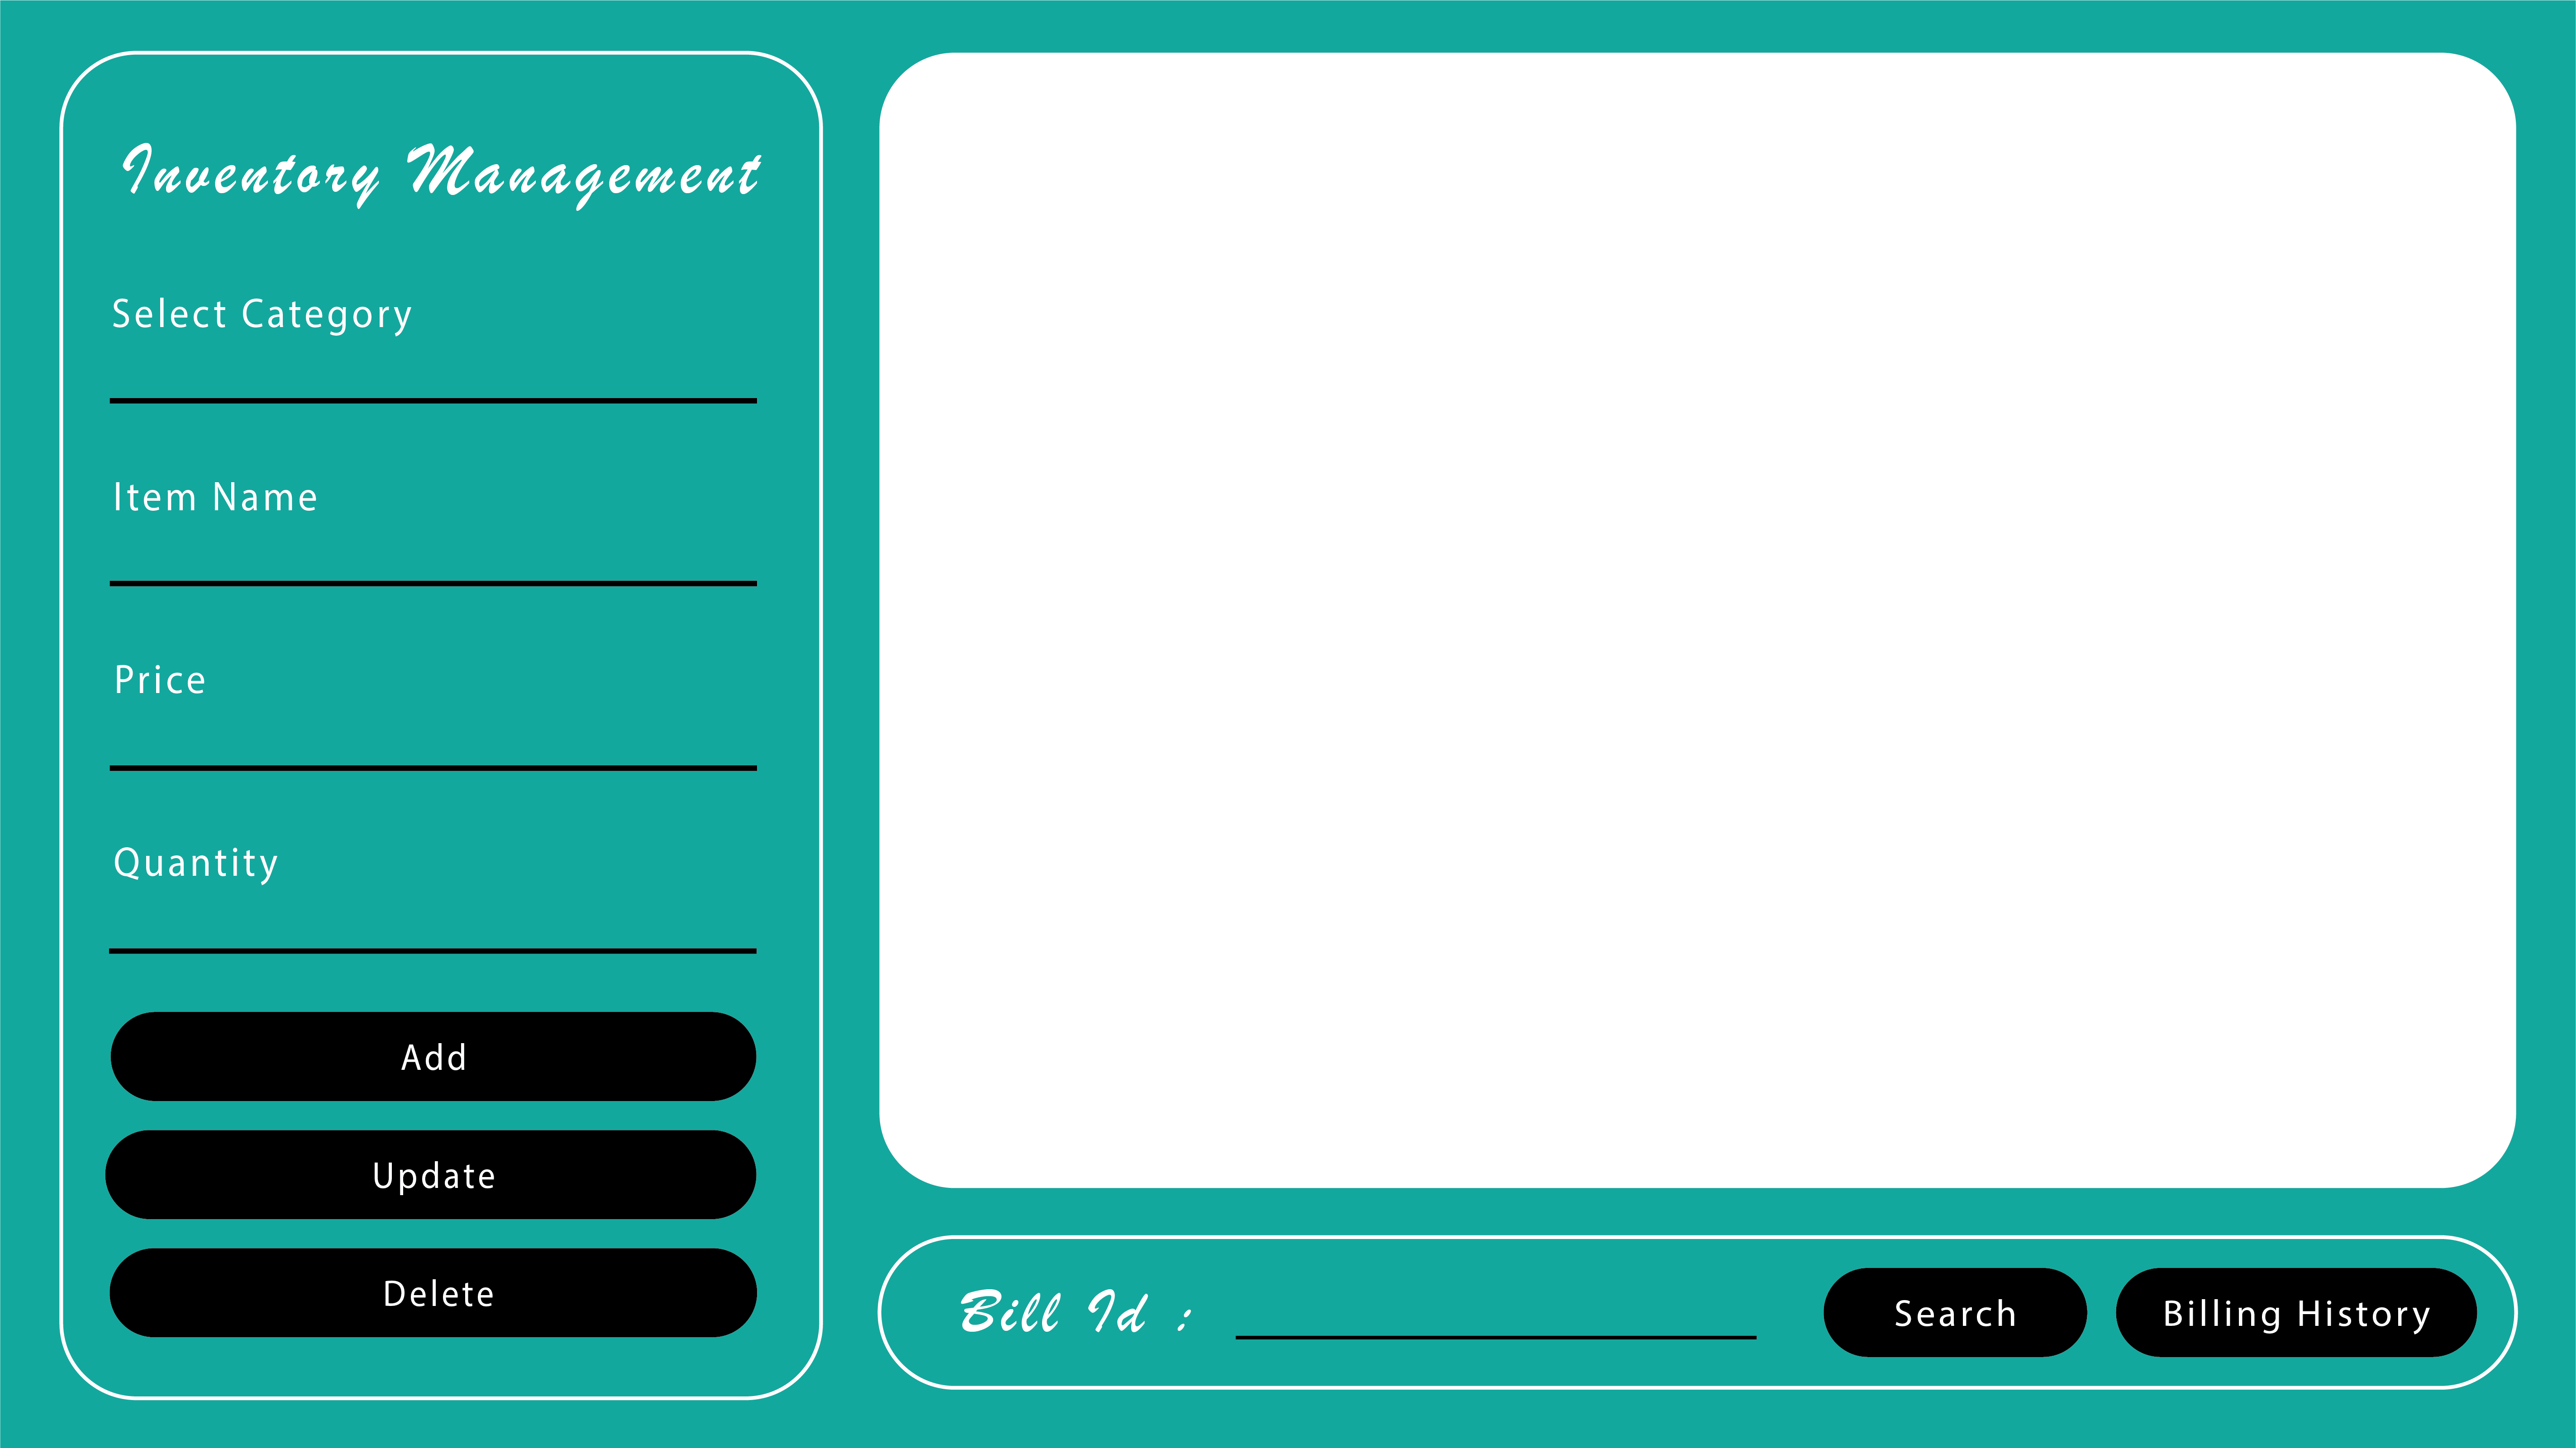 Inventory Management
Select Category
Item Name
Price
Quantity
Add
Update
Delete
Bill Id :
Search
Billing History